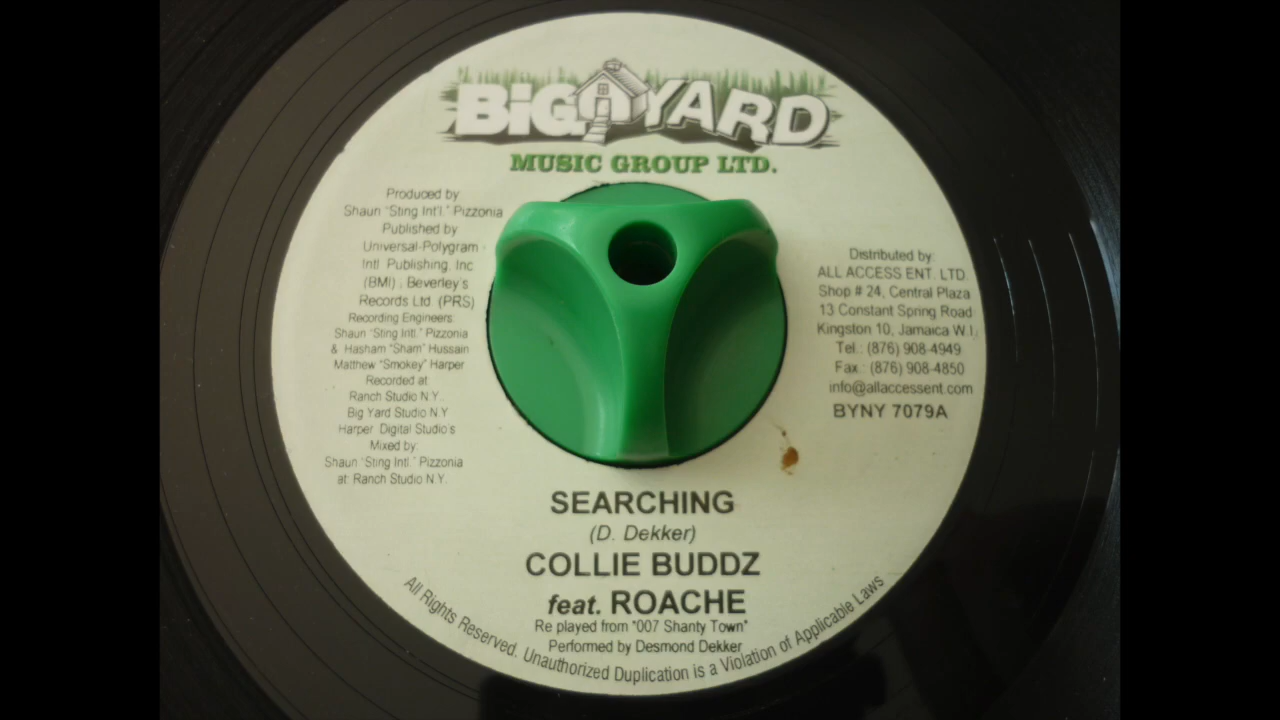 BiG YARD
MUSIC GROUP LTD.
Produced by
Shaun "Sting Int'l." Pizzonia
Published by
Universal-Polygram
Intl. Publishing, Inc
(BMI), Beverley's
Records Ltd (PRS)
Recording Engineers:
Shaun "Sting Intl." Pizzonia
& Hasham "Sham" Hussain
Matthew "Smokey" Harper
Recorded at
Ranch Studio N.Y.
Big Yard Studio N.Y
Harper Digital Studio's
Mixed by:
Shaun "Sting Intl." Pizzonia
at: Ranch Studio N.Y.
Distributed by:
ALL ACCESS ENT. LTD.
Shop # 24, Central Plaza
13 Constant Spring Road
Kingston 10, Jamaica W.I.
Tel.: (876) 908-4949
Fax.: (876) 908-4850
info@allaccessent.com
BYNY 7079A
SEARCHING
(D. Dekker)
COLLIE BUDDZ
feat. ROACHE
Re played from "007 Shanty Town"
Performed by Desmond Dekker
All Rights Reserved. Unauthorized Duplication is a Violation of Applicable Laws